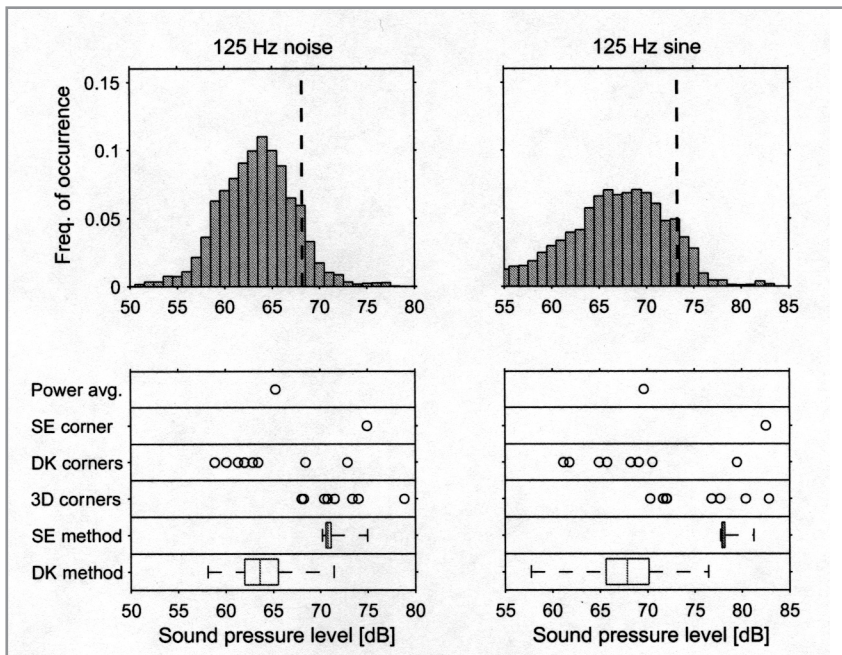 125 Hz noise
125 Hz sine
Freq. of occurrence
0.15
0.1
0.05
0
50 55 60 65 70 75 80
55 60 65 70 75 80 85
Power avg.
SE corner
DK corners
3D corners
SE method
DK method
50 55 60 65 70 75 80
55 60 65 70 75 80 85
Sound pressure level [dB]
Sound pressure level [dB]